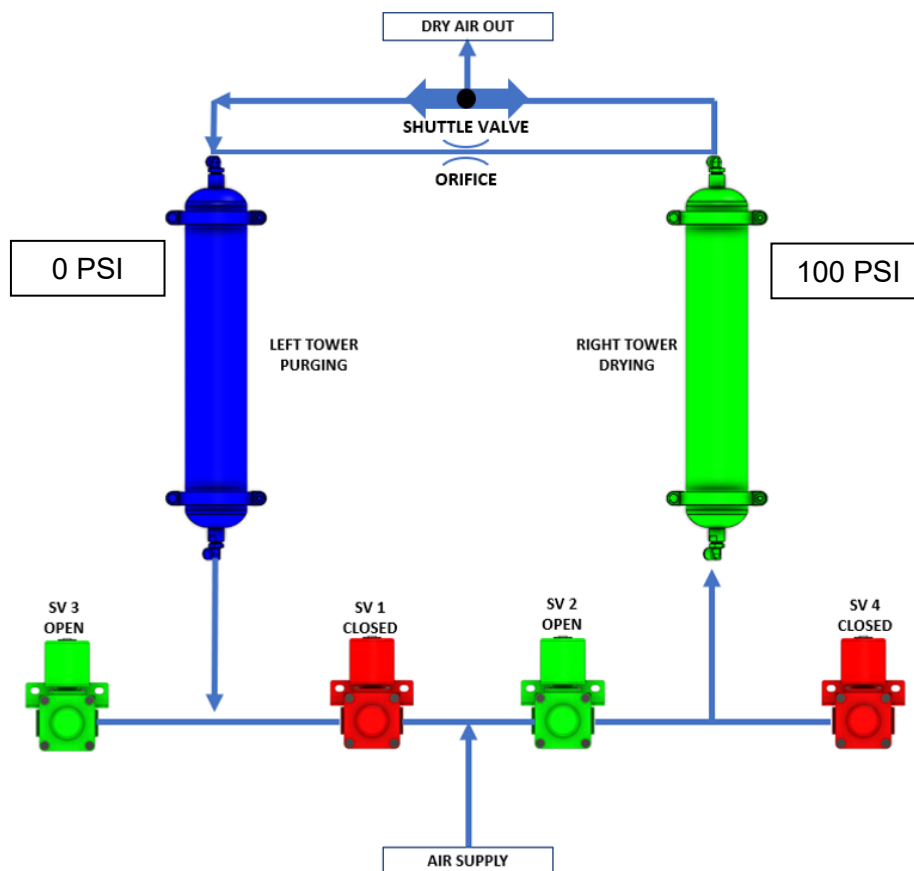 DRY AIR OUT
SHUTTLE VALVE
ORIFICE
0 PSI
100 PSI
LEFT TOWER
PURGING
RIGHT TOWER
DRYING
SV 3
OPEN
SV 1
CLOSED
SV 2
OPEN
SV 4
CLOSED
AIR SUPPLY